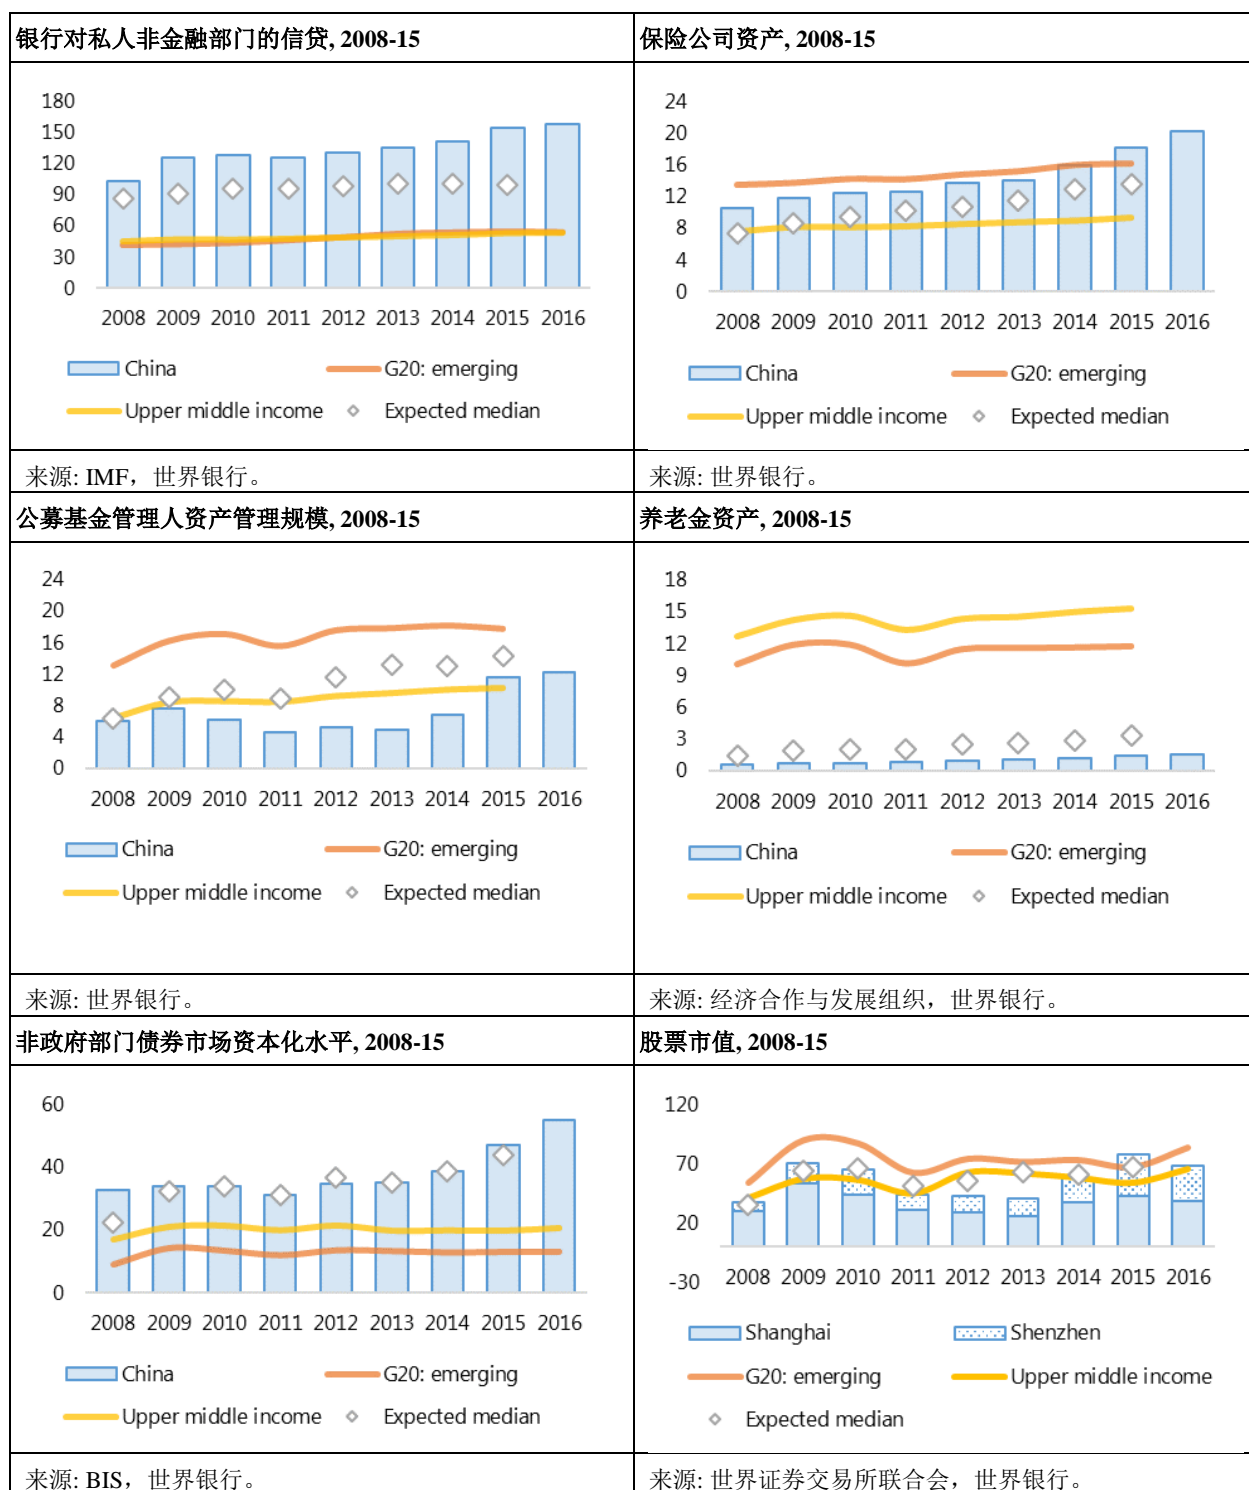 银行对私人非金融部门的信贷, 2008-15
180
150
120
90
60
30
0
2008 2009 2010 2011 2012 2013 2014 2015 2016
China
G20: emerging
Upper middle income
Expected median
来源: IMF，世界银行。
保险公司资产, 2008-15
24
20
16
12
8
4
0
2008 2009 2010 2011 2012 2013 2014 2015 2016
China
G20: emerging
Upper middle income
Expected median
来源: 世界银行。
公募基金管理人资产管理规模, 2008-15
24
20
16
12
8
4
0
2008 2009 2010 2011 2012 2013 2014 2015 2016
China
G20: emerging
Upper middle income
Expected median
来源: 世界银行。
养老金资产, 2008-15
18
15
12
9
6
3
0
2008 2009 2010 2011 2012 2013 2014 2015 2016
China
G20: emerging
Upper middle income
Expected median
来源: 经济合作与发展组织，世界银行。
非政府部门债券市场资本化水平, 2008-15
60
40
20
0
2008 2009 2010 2011 2012 2013 2014 2015 2016
China
G20: emerging
Upper middle income
Expected median
来源: BIS，世界银行。
股票市值, 2008-15
120
70
20
-30
2008 2009 2010 2011 2012 2013 2014 2015 2016
Shanghai
Shenzhen
G20: emerging
Upper middle income
Expected median
来源: 世界证券交易所联合会，世界银行。